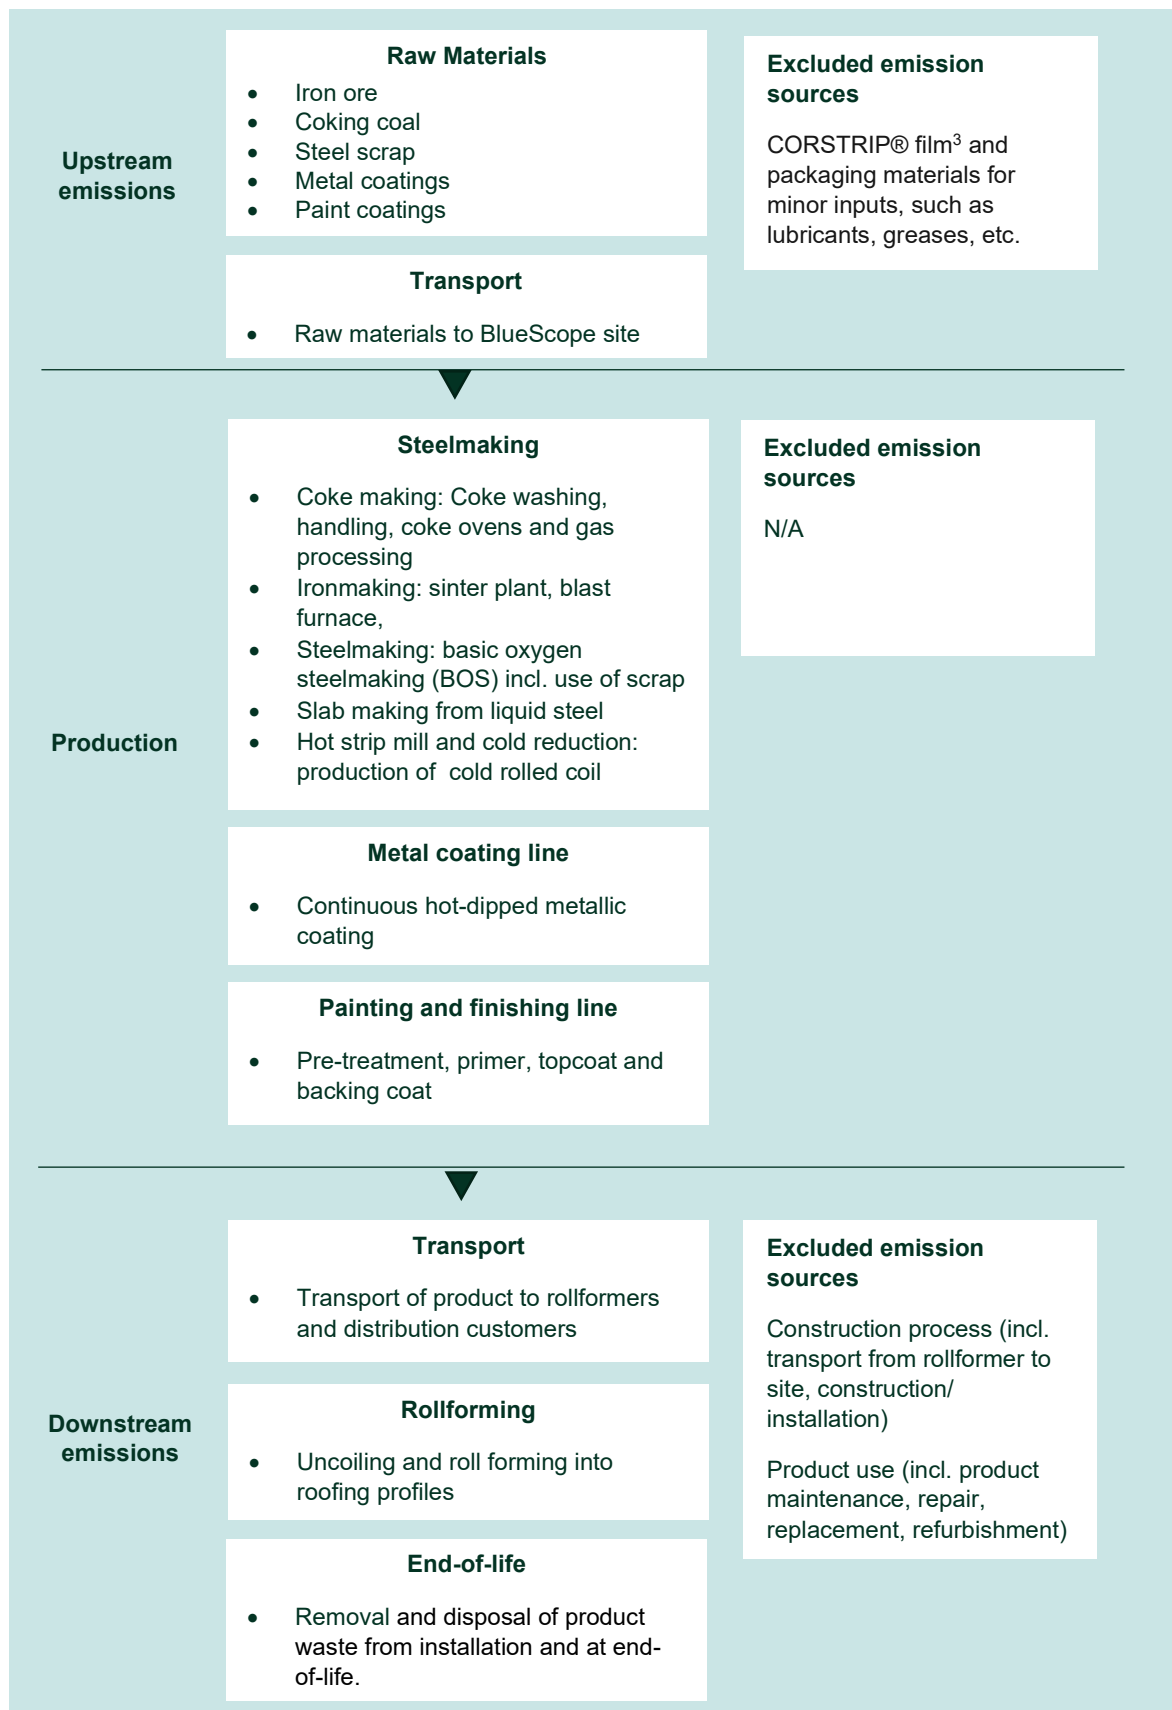 Upstream
emissions
Raw Materials
• Iron ore
• Coking coal
• Steel scrap
• Metal coatings
• Paint coatings
Transport
• Raw materials to BlueScope site
Excluded emission
sources
CORSTRIP® film³ and
packaging materials for
minor inputs, such as
lubricants, greases, etc.
Production
Steelmaking
• Coke making: Coke washing,
handling, coke ovens and gas
processing
• Ironmaking: sinter plant, blast
furnace,
• Steelmaking: basic oxygen
steelmaking (BOS) incl. use of scrap
• Slab making from liquid steel
• Hot strip mill and cold reduction:
production of  cold rolled coil
Metal coating line
• Continuous hot-dipped metallic
coating
Painting and finishing line
• Pre-treatment, primer, topcoat and
backing coat
Excluded emission
sources
N/A
Downstream
emissions
Transport
• Transport of product to rollformers
and distribution customers
Rollforming
• Uncoiling and roll forming into
roofing profiles
End-of-life
• Removal and disposal of product
waste from installation and at end-
of-life.
Excluded emission
sources
Construction process (incl.
transport from rollformer to
site, construction/
installation)
Product use (incl. product
maintenance, repair,
replacement, refurbishment)